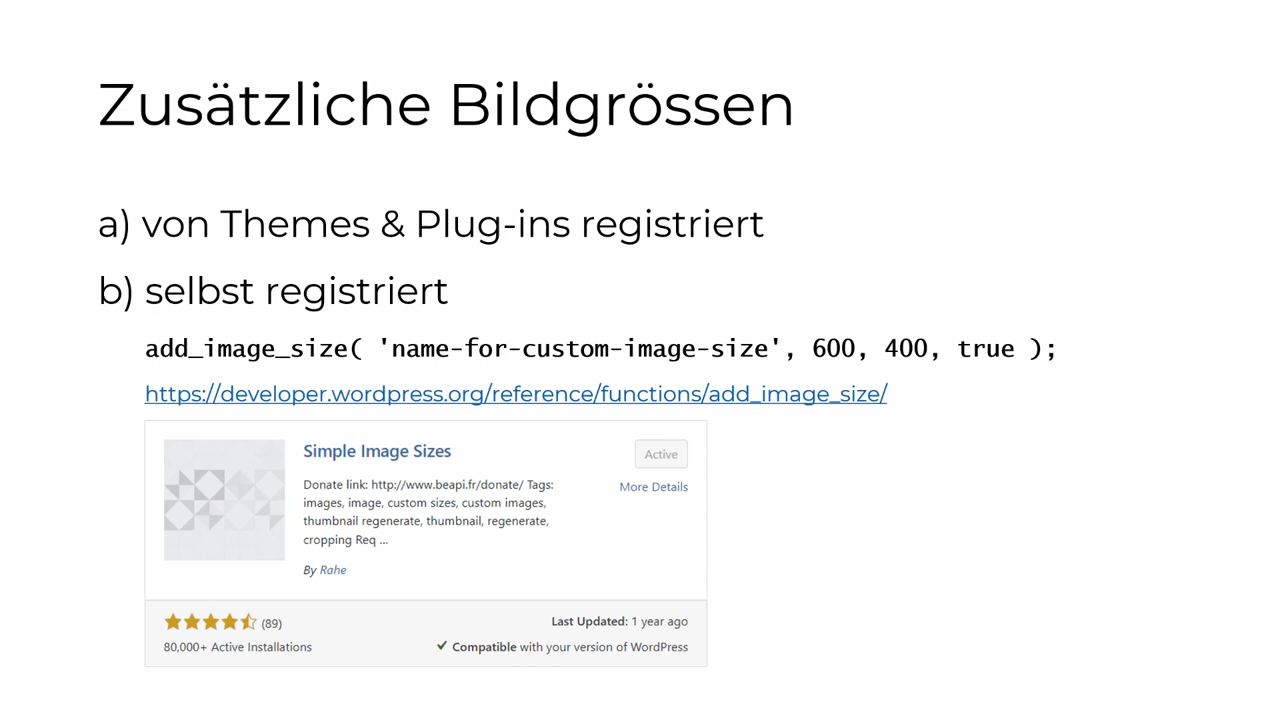 Zusätzliche Bildgrössen
a) von Themes & Plug-ins registriert
b) selbst registriert
add_image_size( 'name-for-custom-image-size', 600, 400, true );
https://developer.wordpress.org/reference/functions/add_image_size/
Simple Image Sizes
Active
Donate link: http://www.beapi.fr/donate/ Tags:
More Details
images, image, custom sizes, custom images,
thumbnail regenerate, thumbnail, regenerate,
cropping Req ...
By Rahe
(89)
Last Updated: 1 year ago
80,000+ Active Installations
Compatible with your version of WordPress